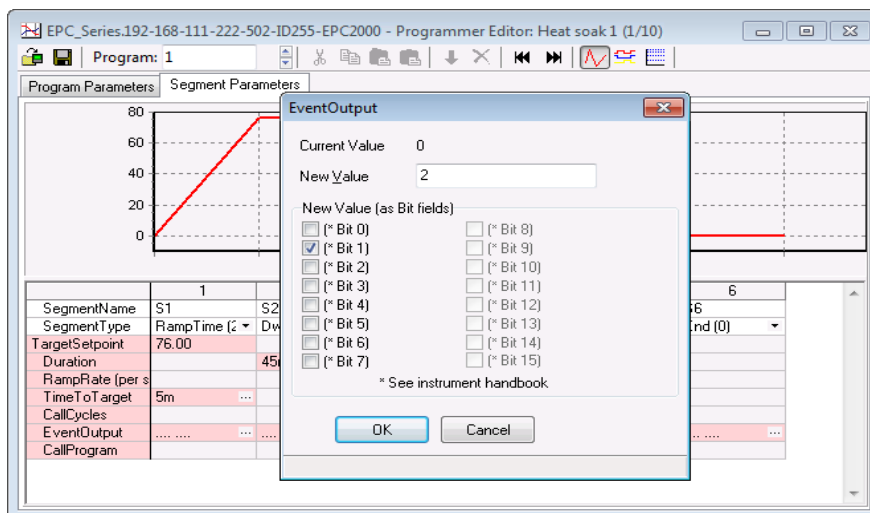 EPC_Series.192-168-111-222-502-ID255-EPC2000 - Programmer Editor: Heat soak 1 (1/10)
Program: 1
Program Parameters Segment Parameters
EventOutput
80
60
40
20
0
Current Value 0
New Value 2
New Value (as Bit fields)
(* Bit 0) (* Bit 8)
(* Bit 1) (* Bit 9)
(* Bit 2) (* Bit 10)
(* Bit 3) (* Bit 11)
(* Bit 4) (* Bit 12)
(* Bit 5) (* Bit 13)
(* Bit 6) (* Bit 14)
(* Bit 7) (* Bit 15)
* See instrument handbook
OK Cancel
1 6
SegmentName S1 S2
SegmentType RampTime (2
TargetSetpoint 76.00
Duration 45
RampRate (per s
TimeToTarget 5m ...
CallCycles
EventOutput .... .... ...
CallProgram